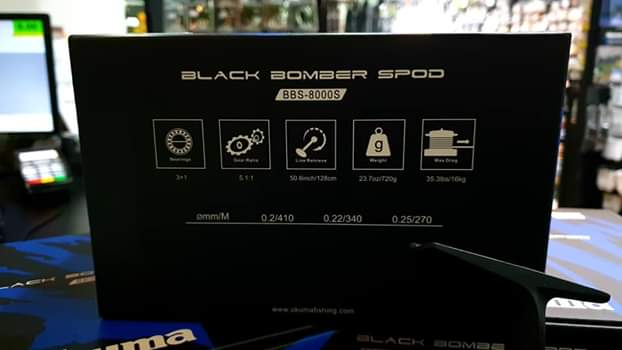 BLACK BOMBER SPOD
BBS-8000S
g
Bearings Gear Ratio Line Retrieve Weight Max Drag
3+1 5.1:1 50.6inch/128cm 23.7oz/720g 35.3lbs/16kg
ømm/M 0.2/410 0.22/340 0.25/270
www.okumafishing.com
BLACK BOMBE
uma